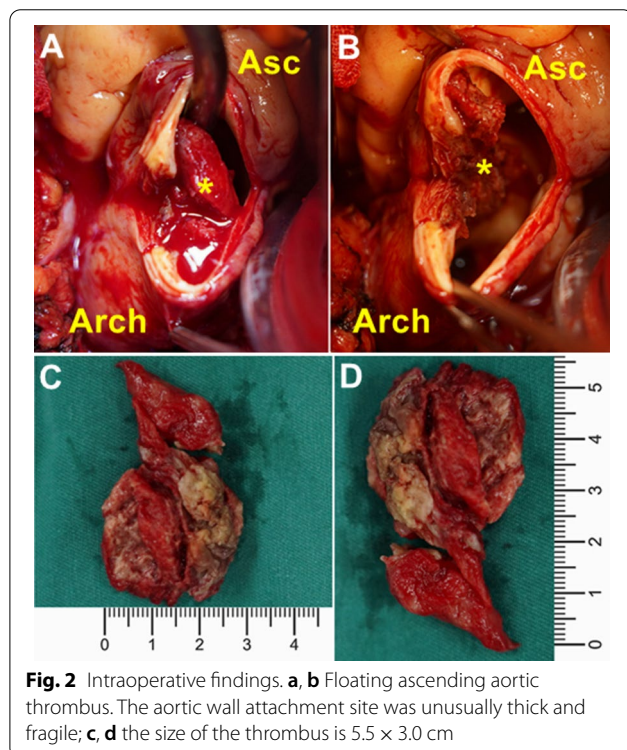 A
Asc
*
Arch
B
Asc
*
Arch
C
0 1 2 3 4
D
5
4
3
2
1
0
Fig. 2 Intraoperative findings. a, b Floating ascending aortic
thrombus. The aortic wall attachment site was unusually thick and
fragile; c, d the size of the thrombus is 5.5 × 3.0 cm